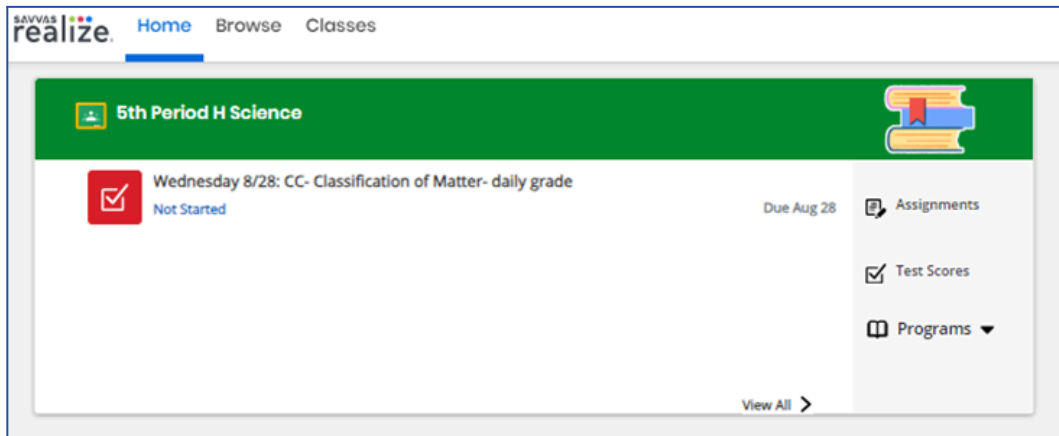 SAVVAS
realize.
Home Browse Classes
5th Period H Science
Wednesday 8/28: CC- Classification of Matter- daily grade
Not Started
Due Aug 28
Assignments
Test Scores
Programs
View All